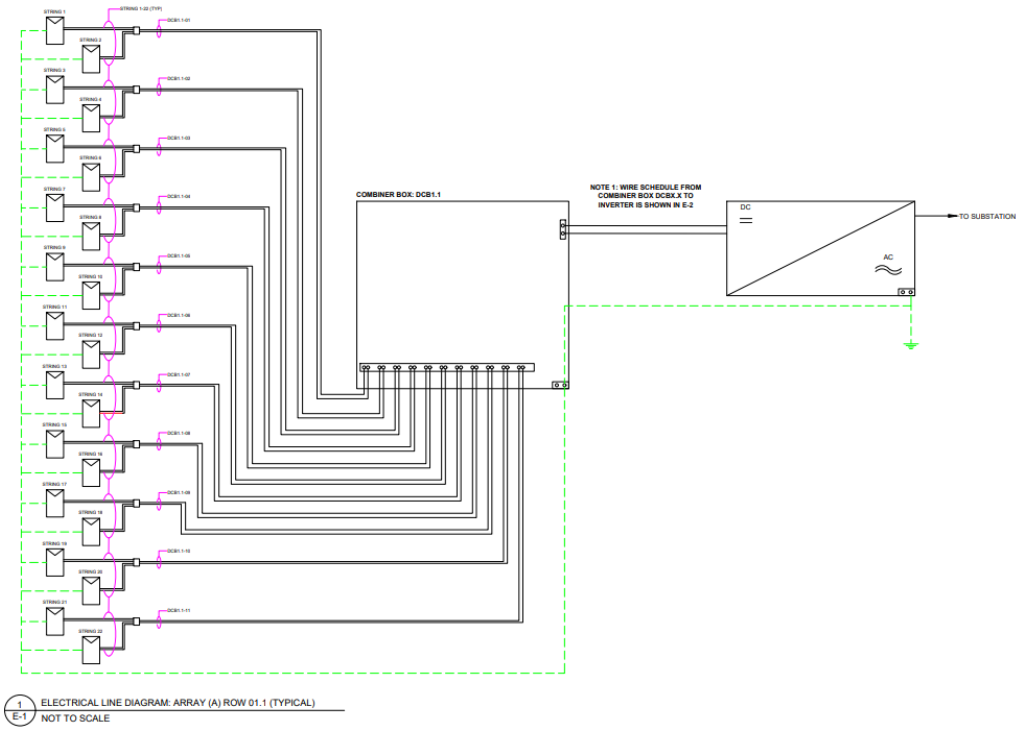 STRING 1
STRING 1-22 (TYP)
DCB1.1-01
STRING 2
STRING 3
DCB1.1-02
STRING 4
STRING 5
DCB1.1-03
STRING 6
STRING 7
DCB1.1-04
STRING 8
STRING 9
DCB1.1-05
STRING 10
STRING 11
DCB1.1-06
STRING 12
STRING 13
DCB1.1-07
STRING 14
STRING 15
DCB1.1-08
STRING 16
STRING 17
DCB1.1-09
STRING 18
STRING 19
DCB1.1-10
STRING 20
STRING 21
DCB1.1-11
STRING 22
COMBINER BOX: DCB1.1
NOTE 1: WIRE SCHEDULE FROM
COMBINER BOX DCBX.X TO
INVERTER IS SHOWN IN E-2
DC
AC
TO SUBSTATION
1
E-1
ELECTRICAL LINE DIAGRAM: ARRAY (A) ROW 01.1 (TYPICAL)
NOT TO SCALE